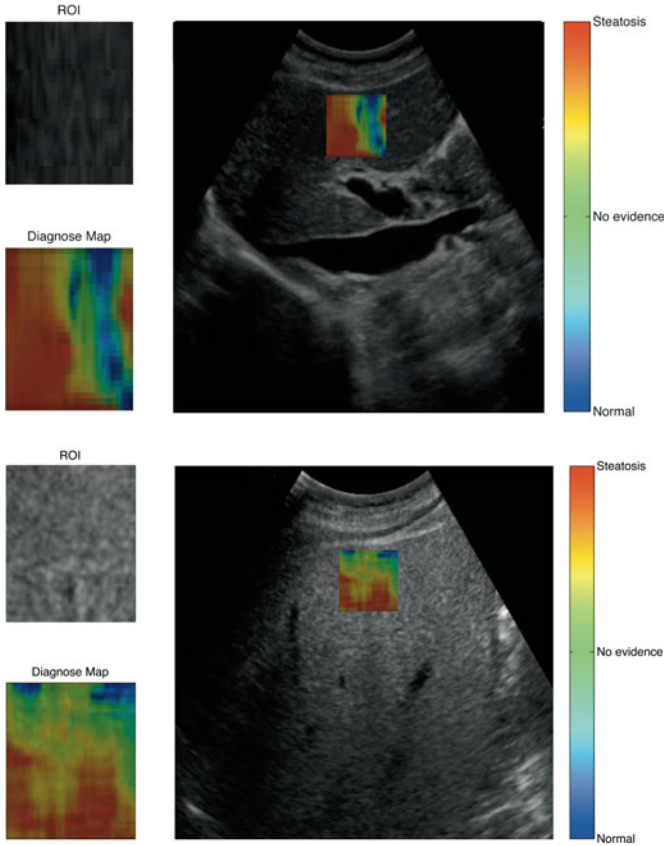 ROI
Steatosis
No evidence
Diagnose Map
Normal
ROI
Steatosis
No evidence
Diagnose Map
Normal